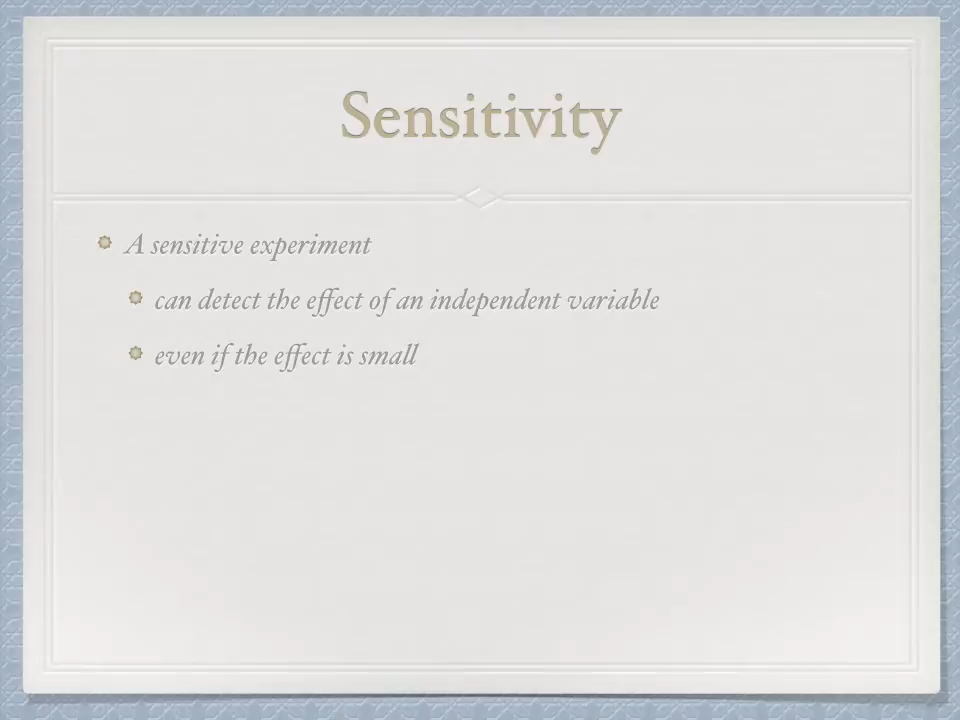 Sensitivity
A sensitive experiment
can detect the effect of an independent variable
even if the effect is small